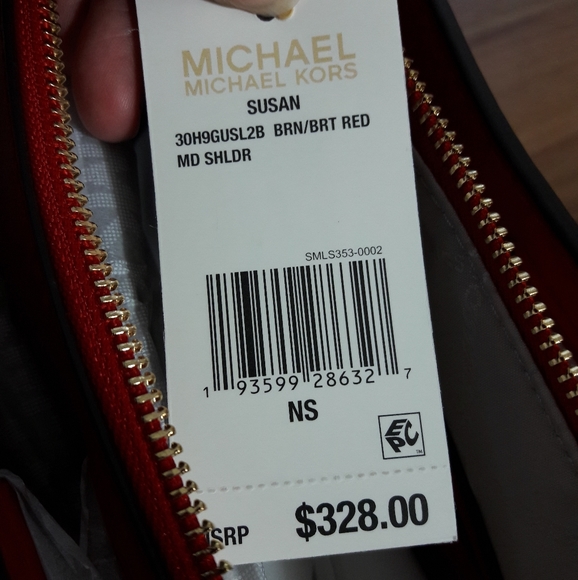 MICHAEL
MICHAEL KORS
SUSAN
30H9GUSL2B BRN/BRT RED
MD SHLDR
SMLS353-0002
1 93599 28632 7
NS
EPC
$328.00